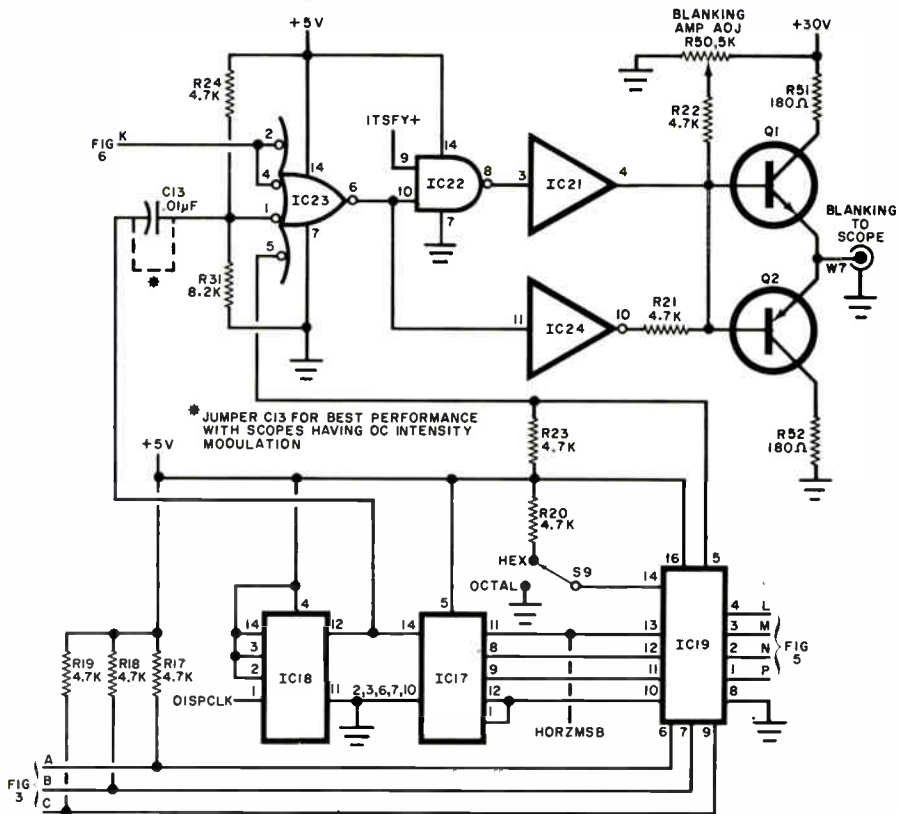 +5V
BLANKING
AMP AOJ
R50,5K
+30V
R24
4.7K
R51
180Ω
R22
4.7K
Q1
ITSFY+
14
2
FIG
6
K
9
14
8
3
IC21
4
4
IC23
6
10
IC22
C13
.01µF
1
7
7
BLANKING
TO
SCOPE
5
W7
*
R31
8.2K
Q2
11
IC24
10
R21
4.7K
* JUMPER C13 FOR BEST PERFORMANCE
WITH SCOPES HAVING OC INTENSITY
MODULATION
R23
4.7K
R52
180Ω
+5V
R20
4.7K
HEX
16
5
S9
OCTAL
14
4
12
5
14
11
13
4
L
14
3
2
IC18
IC17
8
12
IC19
3
M
FIG
5
R19
4.7K
R18
4.7K
R17
4.7K
9
11
2
N
1
P
OISPCLK
1
11
2,3,6,7,10
12
10
8
1
HORZMSB
6
7
9
FIG
3
A
B
C